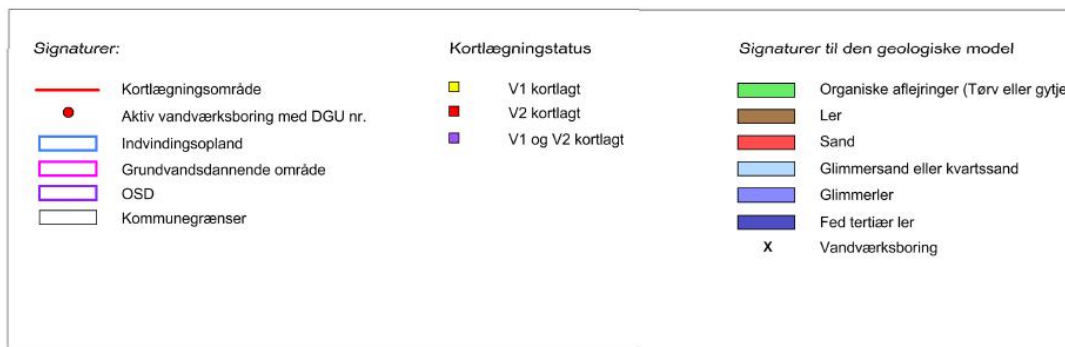 Signaturer:
Kortlægningsområde
Aktiv vandværksboring med DGU nr.
Indvindingsopland
Grundvandsdannende område
OSD
Kommunegrænser
Kortlægningstatus
V1 kortlagt
V2 kortlagt
V1 og V2 kortlagt
Signaturer til den geologiske model
Organiske aflejringer (Tørv eller gytje
Ler
Sand
Glimmersand eller kvartssand
Glimmerler
Fed tertiær ler
X Vandværksboring